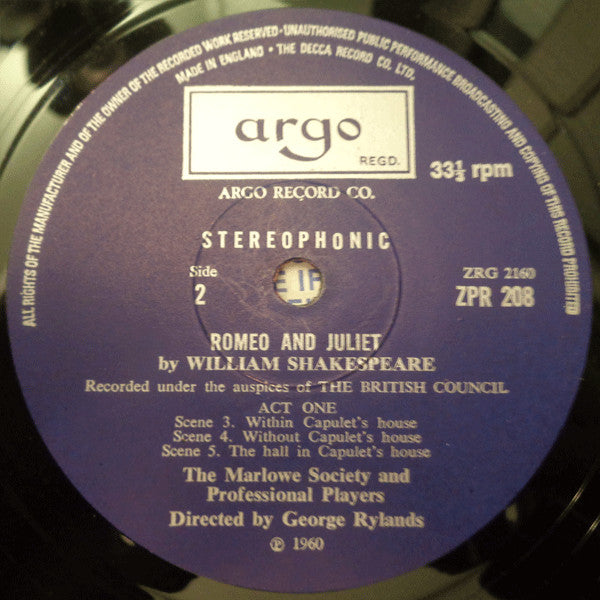 ALL RIGHTS OF THE MANUFACTURER AND OF THE OWNER OF THE RECORDED WORK RESERVED · UNAUTHORISED PUBLIC PERFORMANCE BROADCASTING AND COPYING OF THIS RECORD PROHIBITED
MADE IN ENGLAND · THE DECCA RECORD CO. LTD.
argo
REGD.
33⅓ rpm
ARGO RECORD CO.
STEREOPHONIC
Side
2
ZRG 2160
ZPR 208
ROMEO AND JULIET
by WILLIAM SHAKESPEARE
Recorded under the auspices of THE BRITISH COUNCIL
ACT ONE
Scene 3. Within Capulet's house
Scene 4. Without Capulet's house
Scene 5. The hall in Capulet's house
The Marlowe Society and
Professional Players
Directed by George Rylands
℗ 1960